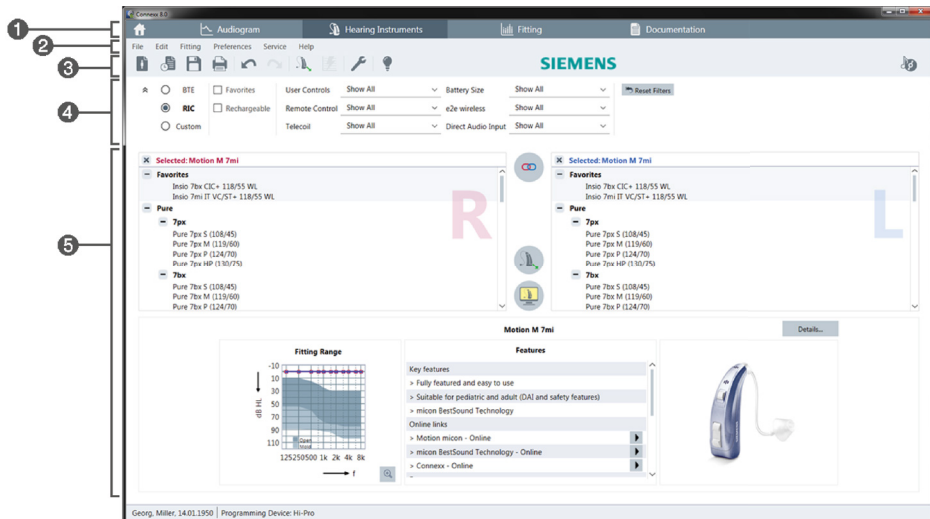 Connexx 8.0
1
Audiogram Hearing Instruments Fitting Documentation
2
File Edit Fitting Preferences Service Help
3
SIEMENS
4
BTE Favorites User Controls Show All Battery Size Show All Reset Filters
RIC Rechargeable Remote Control Show All e2e wireless Show All
Custom Telecoil Show All Direct Audio Input Show All
5
Selected: Motion M 7mi
Favorites
Insio 7bx CIC+ 118/55 WL
Insio 7mi IT VC/ST+ 118/55 WL
Pure
7px
Pure 7px S (108/45)
Pure 7px M (119/60)
Pure 7px P (124/70)
Pure 7px HP (130/75)
7bx
Pure 7bx S (108/45)
Pure 7bx M (119/60)
Pure 7bx P (124/70)
R
Selected: Motion M 7mi
Favorites
Insio 7bx CIC+ 118/55 WL
Insio 7mi IT VC/ST+ 118/55 WL
Pure
7px
Pure 7px S (108/45)
Pure 7px M (119/60)
Pure 7px P (124/70)
Pure 7px HP (130/75)
7bx
Pure 7bx S (108/45)
Pure 7bx M (119/60)
Pure 7bx P (124/70)
L
Motion M 7mi Details...
Fitting Range
-10
10
30
50
70
90
110
dB HL
Open
Mold
125 250 500 1k 2k 4k 8k
f
Features
Key features
> Fully featured and easy to use
> Suitable for pediatric and adult (DAI and safety features)
> micon BestSound Technology
Online links
> Motion micon - Online
> micon BestSound Technology - Online
> Connexx - Online
Georg, Miller, 14.01.1950 Programming Device: Hi-Pro